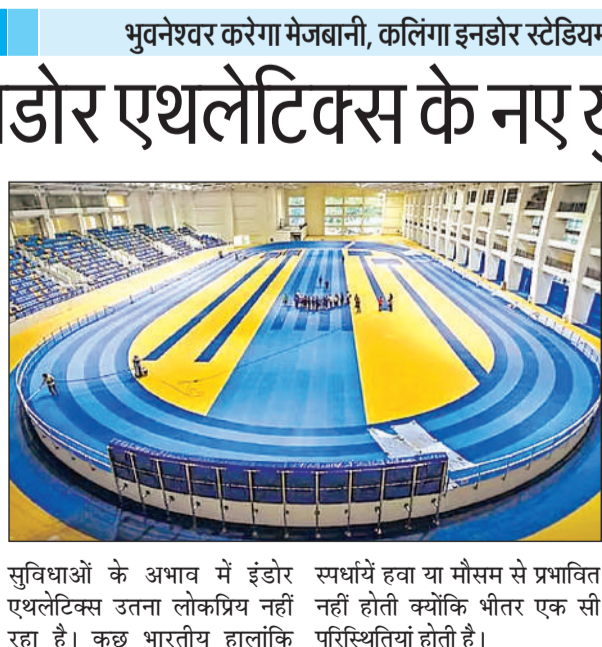 भुवनेश्वर करेगा मेजबानी, कलिंगा इनडोर स्टेडियम
एथलेटिक्स के नए
सुविधाओं के अभाव में इंडोर
एथलेटिक्स उतना लोकप्रिय नहीं
रहा है। कुछ भारतीय हालांकि
स्पर्धायें हवा या मौसम से प्रभावित
नहीं होती क्योंकि भीतर एक सी
परिस्थितियां होती है।